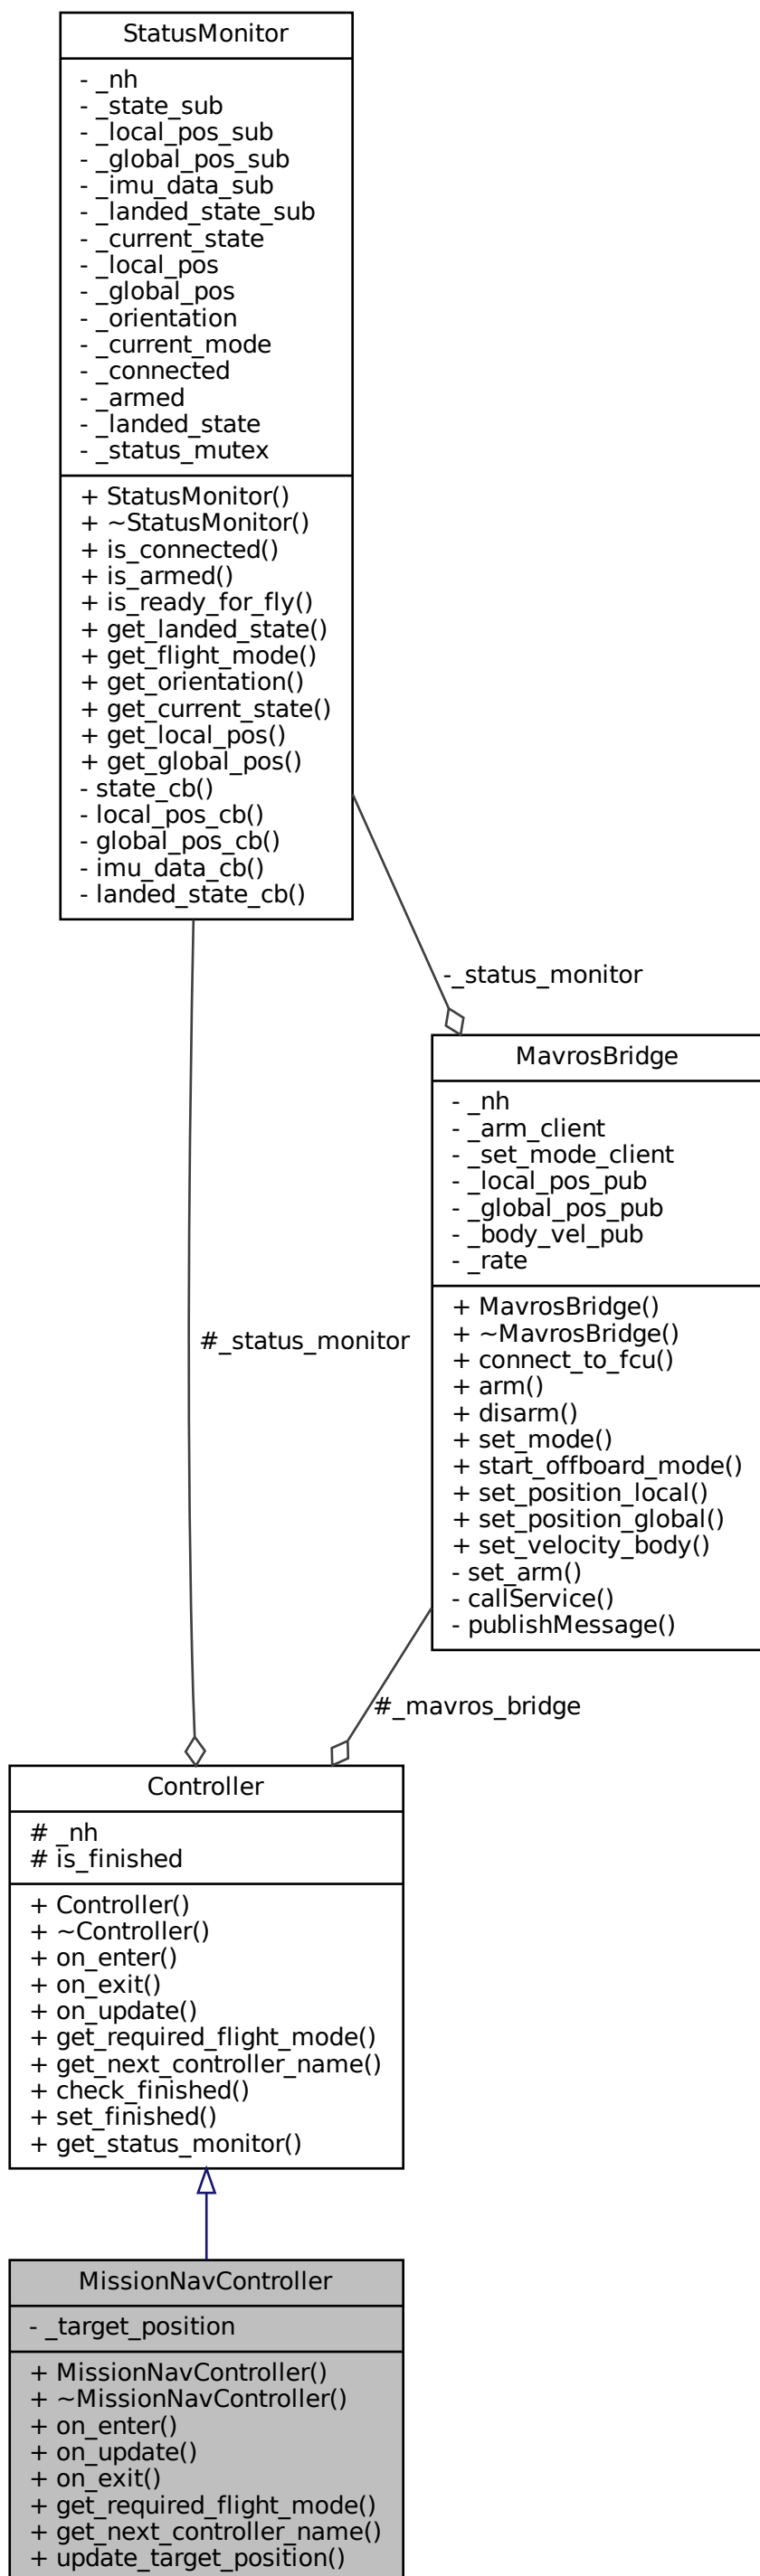 StatusMonitor
- _nh
- _state_sub
- _local_pos_sub
- _global_pos_sub
- _imu_data_sub
- _landed_state_sub
- _current_state
- _local_pos
- _global_pos
- _orientation
- _current_mode
- _connected
- _armed
- _landed_state
- _status_mutex
+ StatusMonitor()
+ ~StatusMonitor()
+ is_connected()
+ is_armed()
+ is_ready_for_fly()
+ get_landed_state()
+ get_flight_mode()
+ get_orientation()
+ get_current_state()
+ get_local_pos()
+ get_global_pos()
- state_cb()
- local_pos_cb()
- global_pos_cb()
- imu_data_cb()
- landed_state_cb()
-_status_monitor
MavrosBridge
- _nh
- _arm_client
- _set_mode_client
- _local_pos_pub
- _global_pos_pub
- _body_vel_pub
- _rate
+ MavrosBridge()
+ ~MavrosBridge()
+ connect_to_fcu()
+ arm()
+ disarm()
+ set_mode()
+ start_offboard_mode()
+ set_position_local()
+ set_position_global()
+ set_velocity_body()
- set_arm()
- callService()
- publishMessage()
#_status_monitor
#_mavros_bridge
Controller
# _nh
# is_finished
+ Controller()
+ ~Controller()
+ on_enter()
+ on_exit()
+ on_update()
+ get_required_flight_mode()
+ get_next_controller_name()
+ check_finished()
+ set_finished()
+ get_status_monitor()
MissionNavController
- _target_position
+ MissionNavController()
+ ~MissionNavController()
+ on_enter()
+ on_update()
+ on_exit()
+ get_required_flight_mode()
+ get_next_controller_name()
+ update_target_position()